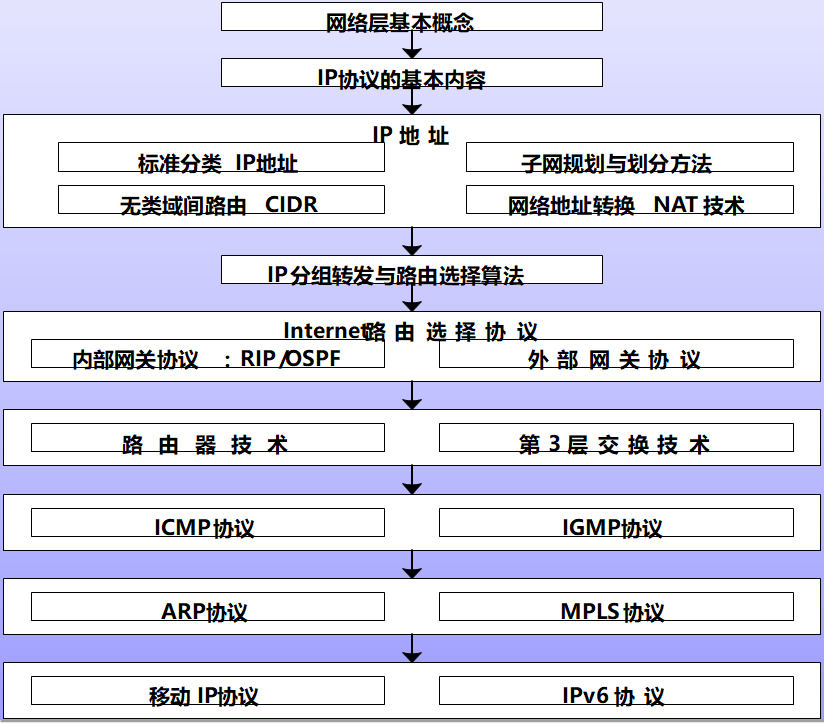 网络层基本概念
IP协议的基本内容
IP 地 址
标准分类 IP地址
子网规划与划分方法
无类域间路由 CIDR
网络地址转换 NAT 技术
IP 分组转发与路由选择算法
Internet路 由 选 择 协 议
内部网关协议 : RIP/OSPF
外 部 网 关 协 议
路 由 器 技 术
第 3 层 交 换 技 术
ICMP 协议
IGMP协议
ARP协议
MPLS 协议
移动 IP协议
IPv6 协 议